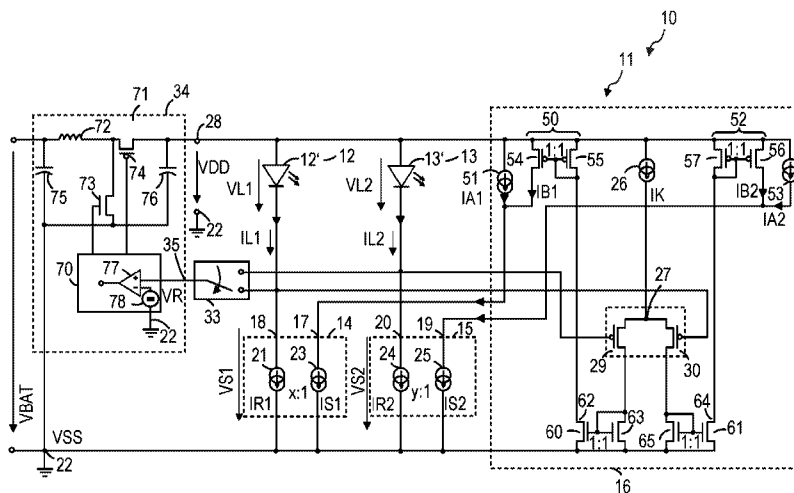 10
11
34
71
50
52
72
28
74
VDD
12' 12
13' 13
54
1:1
55
57
1:1
56
51
26
53
75
73
76
VL1
VL2
IA1
IB1
IK
IB2
IA2
22
IL1
IL2
35
70
77
78
VR
33
27
22
18
17
14
20
19
15
29
30
VBAT
VS1
21
23
VS2
24
25
x:1
y:1
IR1
IS1
IR2
IS2
62
63
64
60
1:1
65
1:1
61
VSS
22
16